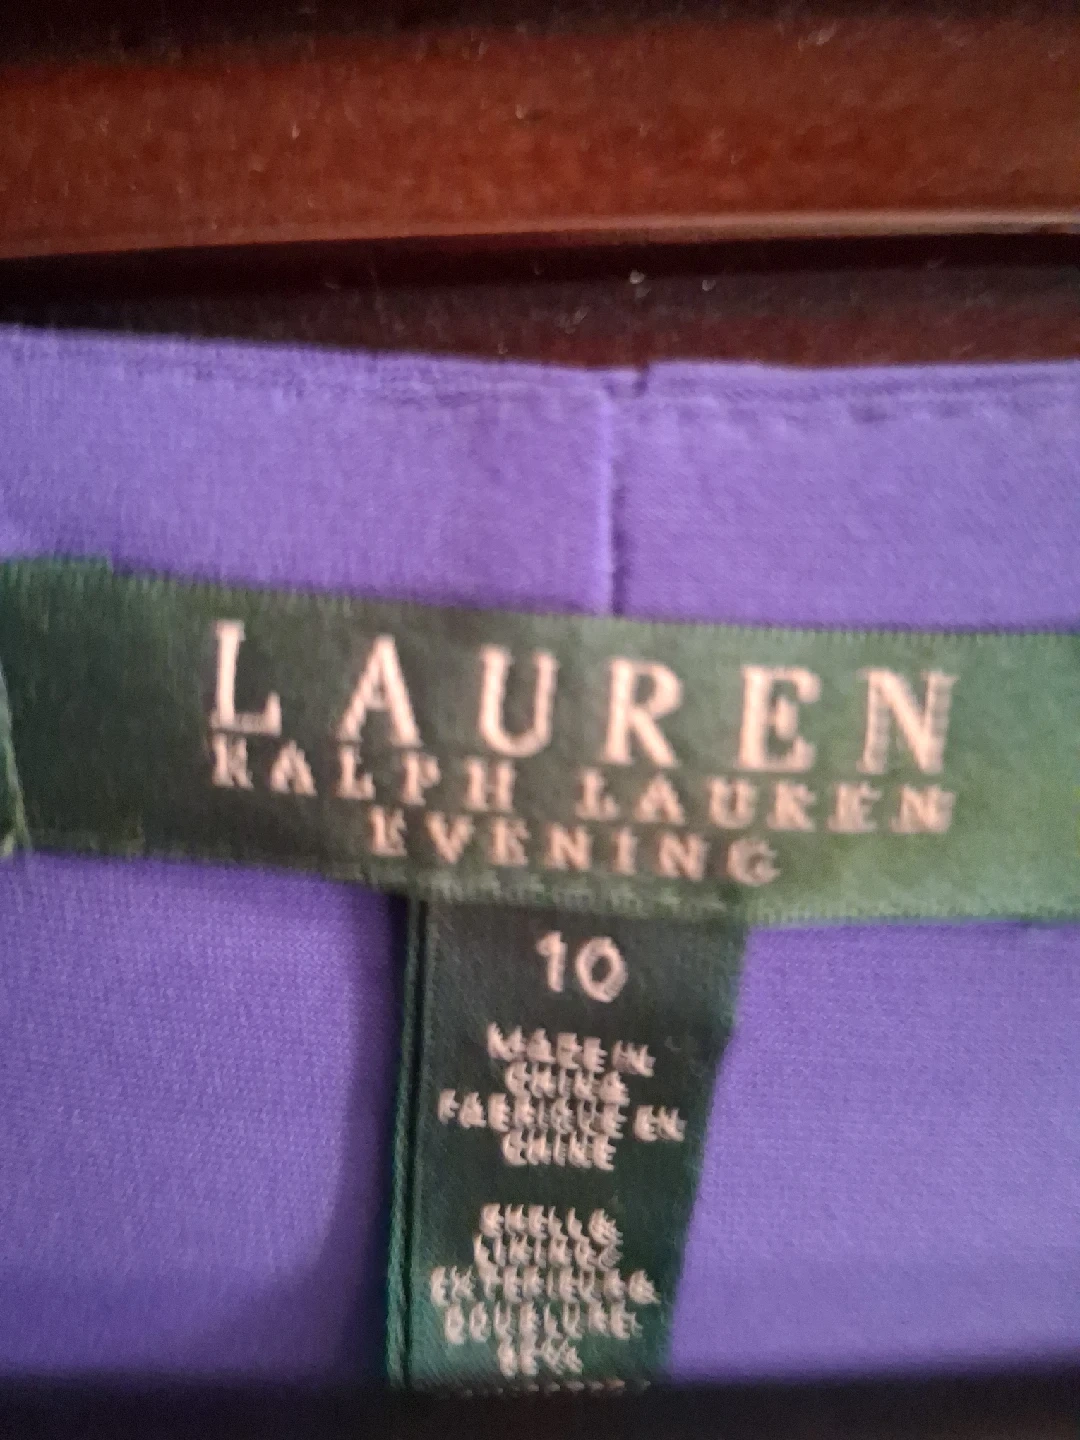 LAUREN
RALPH LAUREN
EVENING
10
MADE IN
CHINA
FABRIQUE EN
CHINE
SHELL &
LINING
EXTERIEUR &
DOUBLURE